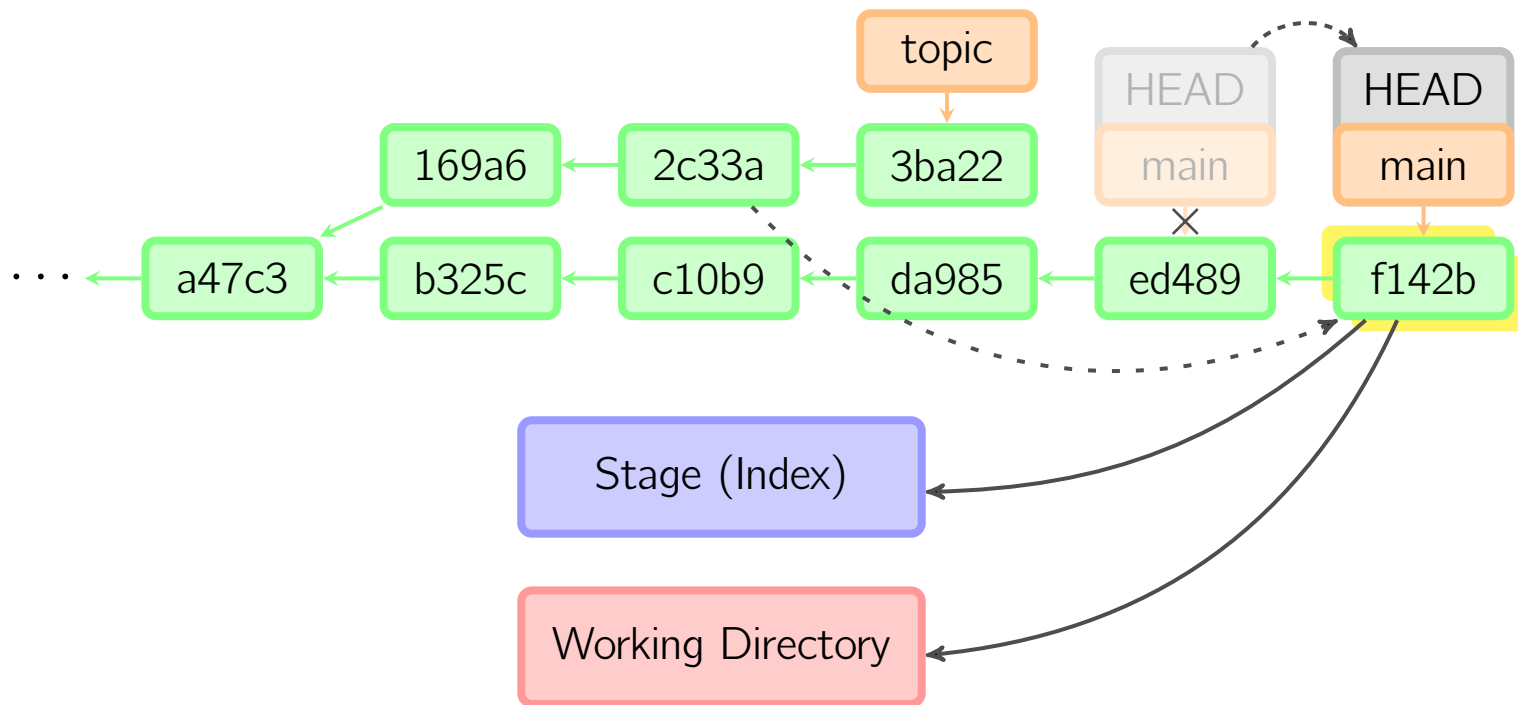 topic
HEAD
HEAD
169a6
2c33a
3ba22
main
main
...
a47c3
b325c
c10b9
da985
ed489
f142b
Stage (Index)
Working Directory